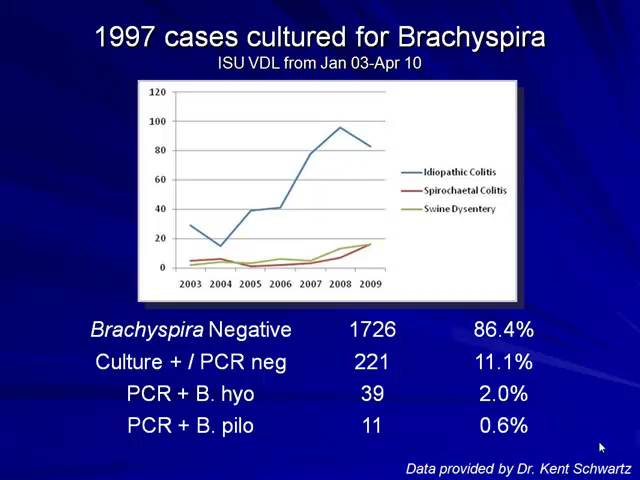 1997 cases cultured for Brachyspira
ISU VDL from Jan 03-Apr 10
120
100
80
60
40
20
0
2003 2004 2005 2006 2007 2008 2009
Idiopathic Colitis
Spirochaetal Colitis
Swine Dysentery
Brachyspira Negative 1726 86.4%
Culture + / PCR neg 221 11.1%
PCR + B. hyo 39 2.0%
PCR + B. pilo 11 0.6%
Data provided by Dr. Kent Schwartz